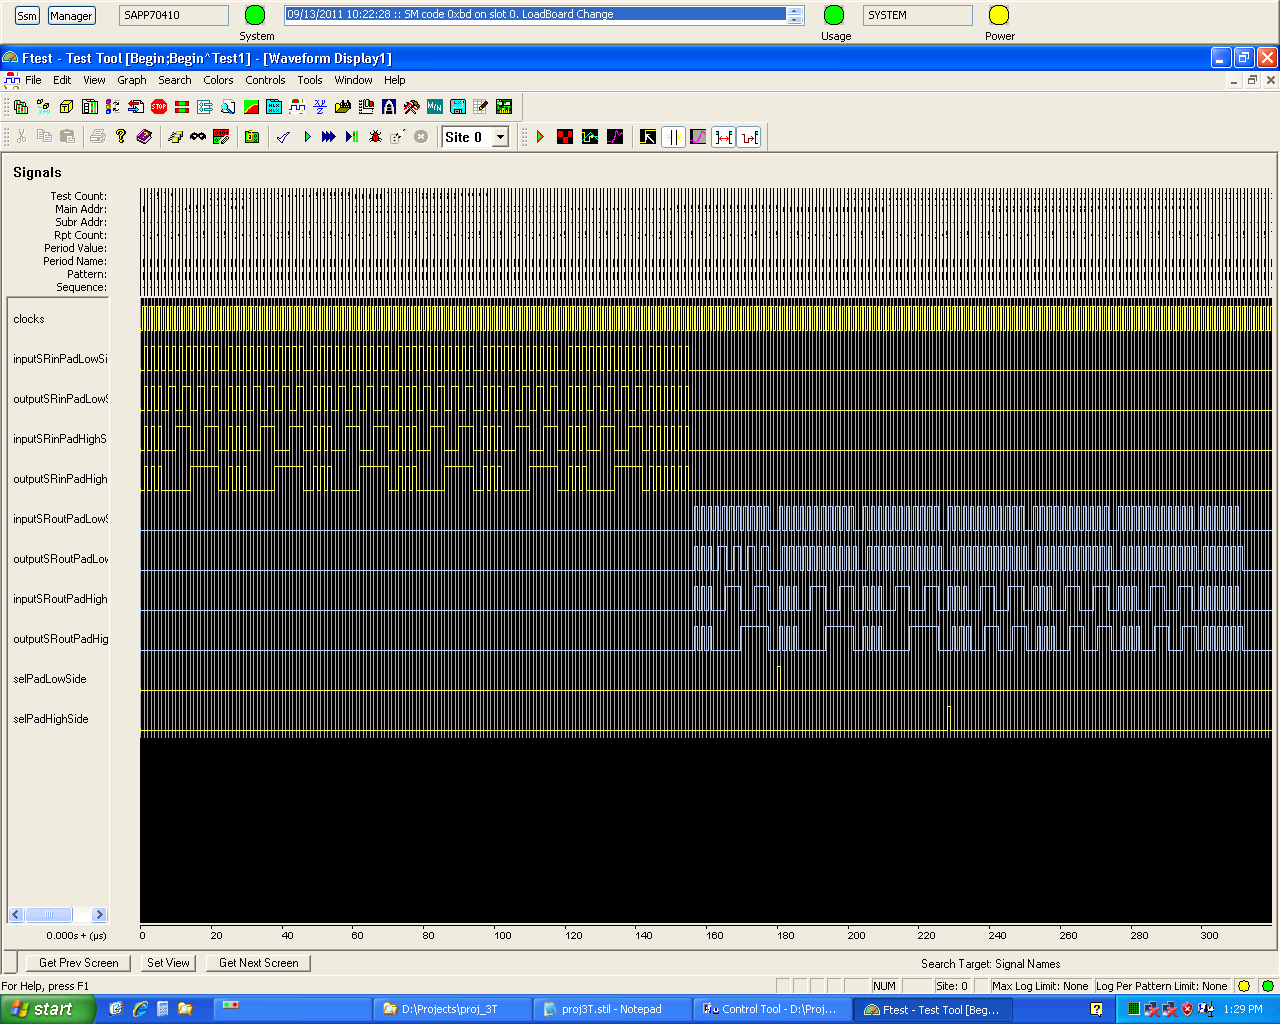 Ssm Manager SAPP70410 09/13/2011 10:22:28 :: SM code 0xbd on slot 0. LoadBoard Change SYSTEM
System Usage Power
Ftest - Test Tool [Begin;Begin^Test1] - [Waveform Display1]
File Edit View Graph Search Colors Controls Tools Window Help
STOP
Site 0
Signals
Test Count:
Main Addr:
Subr Addr:
Rpt Count:
Period Value:
Period Name:
Pattern:
Sequence:
clocks
inputSRinPadLowSi
outputSRinPadLowS
inputSRinPadHighS
outputSRinPadHigh
inputSRoutPadLowS
outputSRoutPadLow
inputSRoutPadHigh
outputSRoutPadHig
selPadLowSide
selPadHighSide
0.000s + (µs) 0 20 40 60 80 100 120 140 160 180 200 220 240 260 280 300
Get Prev Screen Set View Get Next Screen Search Target: Signal Names
For Help, press F1 NUM Site: 0 Max Log Limit: None Log Per Pattern Limit: None
start D:\Projects\proj_3T proj3T.stil - Notepad Control Tool - D:\Proj... Ftest - Test Tool [Beg... 1:29 PM